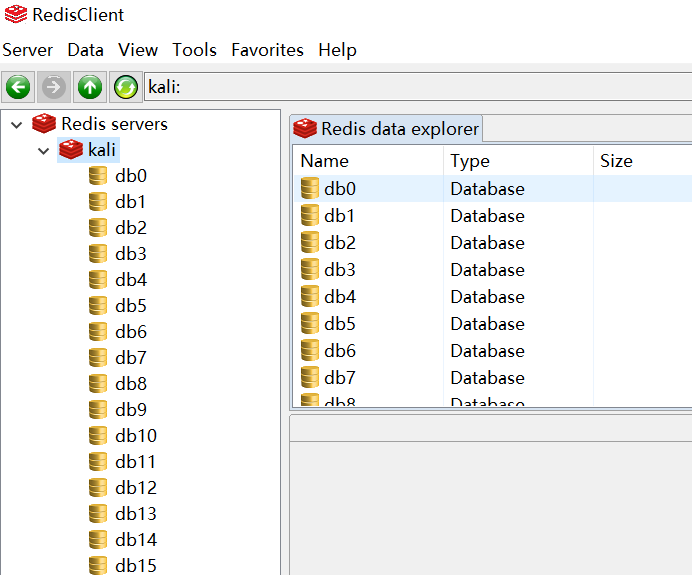 RedisClient
Server Data View Tools Favorites Help
kali:
Redis servers
kali
db0
db1
db2
db3
db4
db5
db6
db7
db8
db9
db10
db11
db12
db13
db14
db15
Redis data explorer
Name Type Size
db0 Database
db1 Database
db2 Database
db3 Database
db4 Database
db5 Database
db6 Database
db7 Database
db8 Database